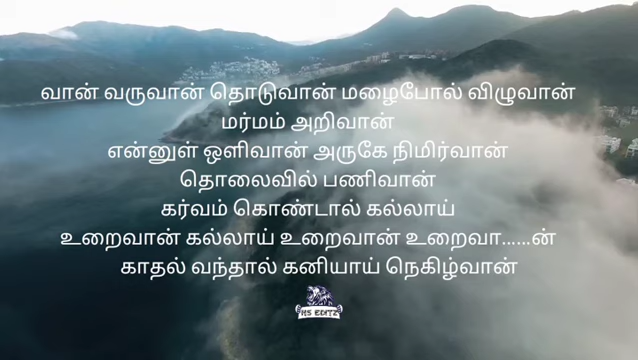 வான் வருவான் தொடுவான் மழைபோல் விழுவான்
மர்மம் அறிவான்
என்னுள் ஒளிவான் அருகே நிமிர்வான்
தொலைவில் பணிவான்
கர்வம் கொண்டால் கல்லாய்
உறைவான் கல்லாய் உறைவான் உறைவா......ன்
காதல் வந்தால் கனியாய் நெகிழ்வான்
HS EDITZ